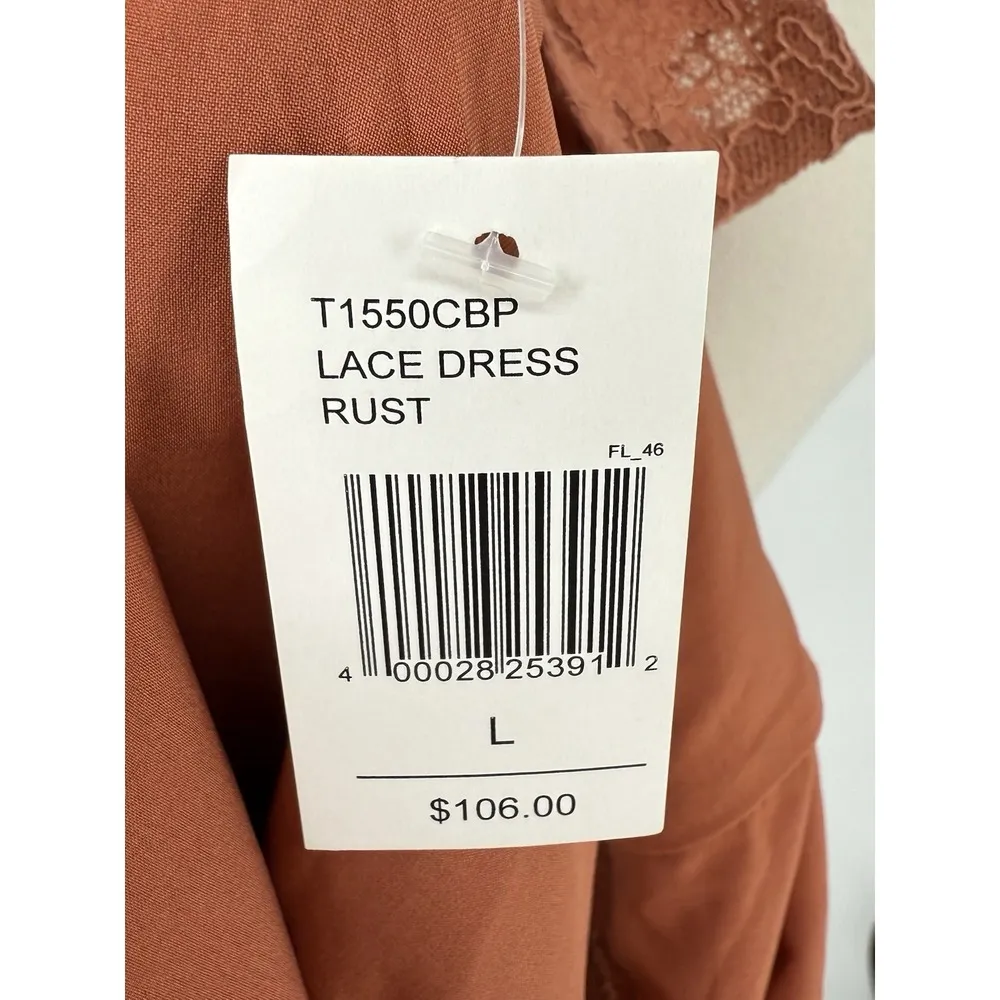 T1550CBP
LACE DRESS
RUST
FL_46
4 00028 25391 2
L
$106.00